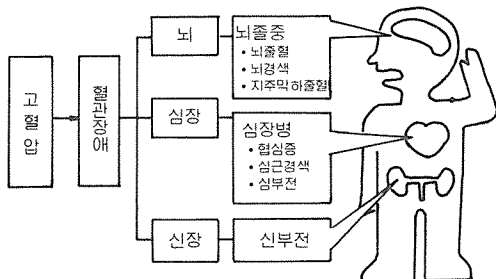 고혈압
혈관장애
뇌
뇌졸중
• 뇌출혈
• 뇌경색
• 지주막하출혈
심장
심장병
• 협심증
• 심근경색
• 심부전
신장
신부전